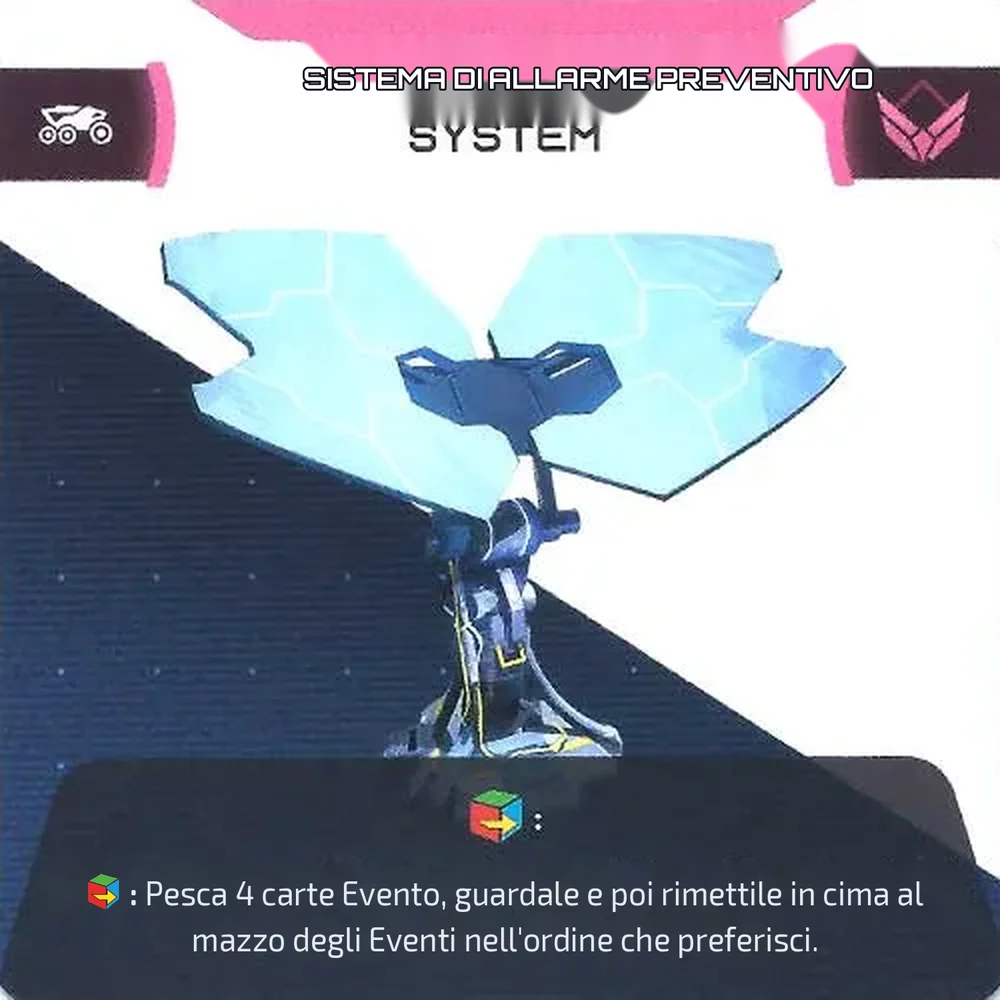 SISTEMA DI ALLARME PREVENTIVO
SYSTEM
:
: Pesca 4 carte Evento, guardale e poi rimettile in cima al
mazzo degli Eventi nell'ordine che preferisci.